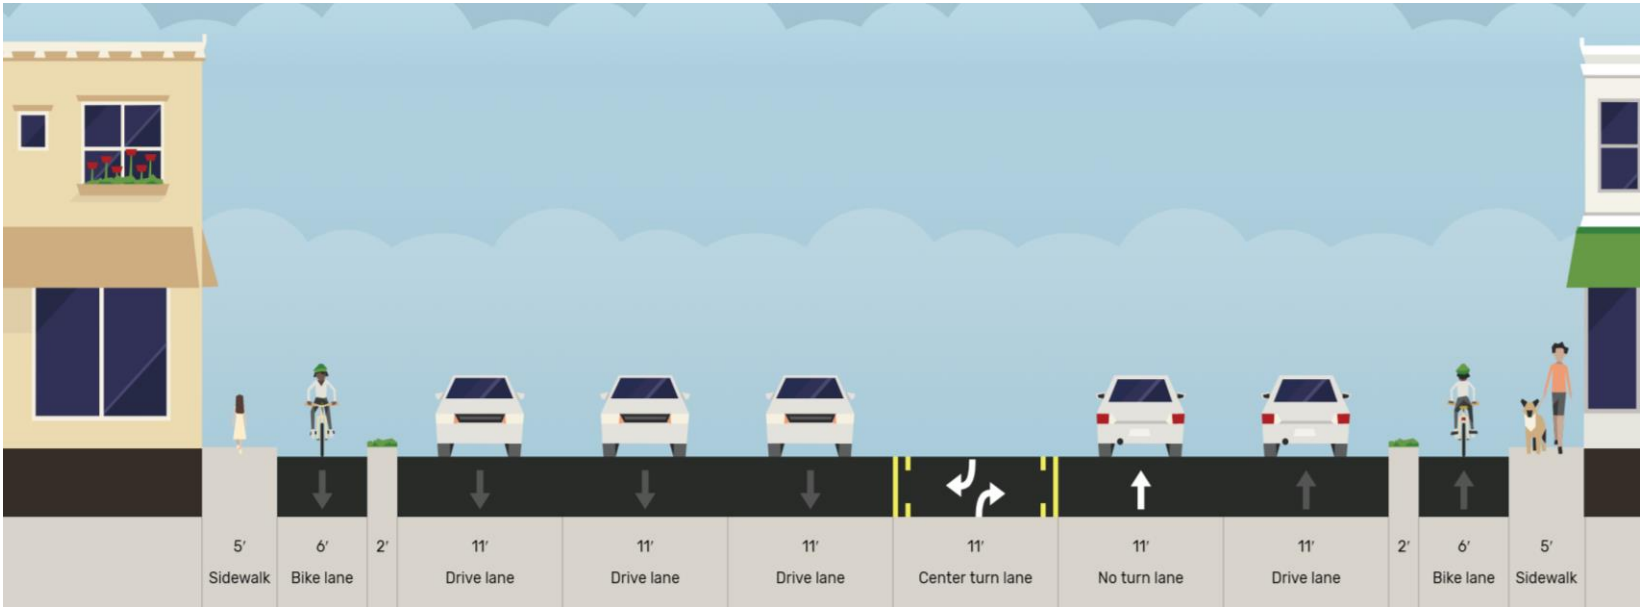 5′ 6′ 2′ 11′ 11′ 11′ 11′ 11′ 11′ 2′ 6′ 5′
Sidewalk Bike lane Drive lane Drive lane Drive lane Center turn lane No turn lane Drive lane Bike lane Sidewalk